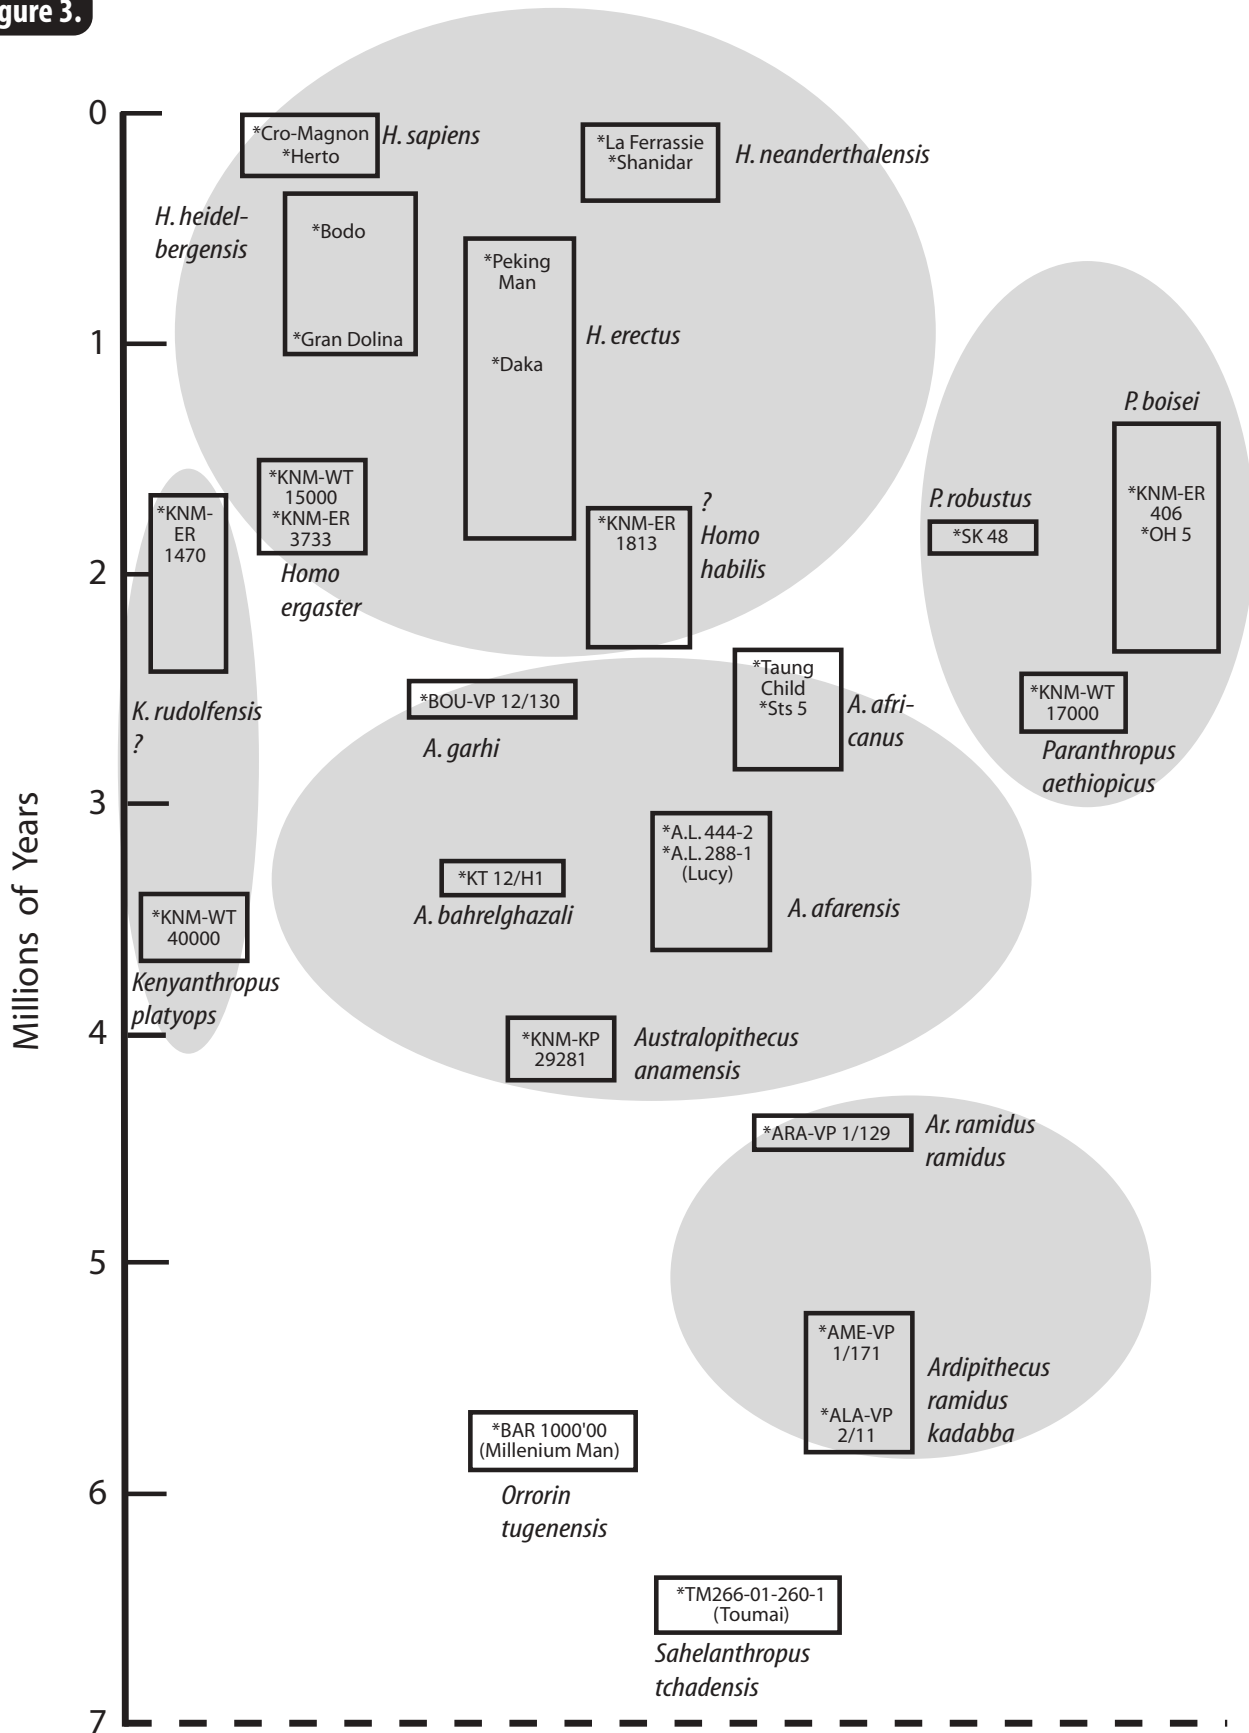 gure 3.
0
*Cro-Magnon
*Herto
H. sapiens
*La Ferrassie
*Shanidar
H. neanderthalensis
H. heidel-
bergensis
*Bodo
*Gran Dolina
*Peking
Man
*Daka
H. erectus
1
P. boisei
*KNM-ER
406
*OH 5
P. robustus
*SK 48
*KNM-WT
15000
*KNM-ER
3733
Homo
ergaster
*KNM-
ER
1470
*KNM-ER
1813
?
Homo
habilis
2
K. rudolfensis
?
*BOU-VP 12/130
A. garhi
*Taung
Child
*Sts 5
A. afri-
canus
*KNM-WT
17000
Paranthropus
aethiopicus
Millions of Years
3
*A.L. 444-2
*A.L. 288-1
(Lucy)
A. afarensis
*KT 12/H1
A. bahrelghazali
*KNM-WT
40000
Kenyanthropus
platyops
4
*KNM-KP
29281
Australopithecus
anamensis
*ARA-VP 1/129
Ar. ramidus
ramidus
5
*AME-VP
1/171
*ALA-VP
2/11
Ardipithecus
ramidus
kadabba
*BAR 1000'00
(Millenium Man)
Orrorin
tugenensis
6
*TM266-01-260-1
(Toumai)
Sahelanthropus
tchadensis
7